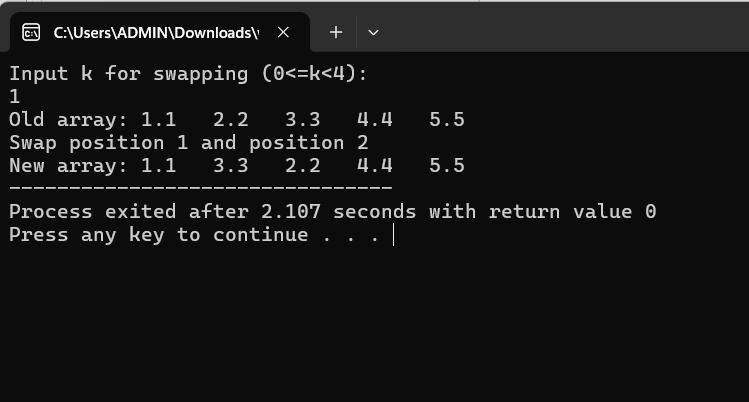 C:\Users\ADMIN\Downloads\
Input k for swapping (0<=k<4):
1
Old array: 1.1   2.2   3.3   4.4   5.5
Swap position 1 and position 2
New array: 1.1   3.3   2.2   4.4   5.5
--------------------------------
Process exited after 2.107 seconds with return value 0
Press any key to continue . . .